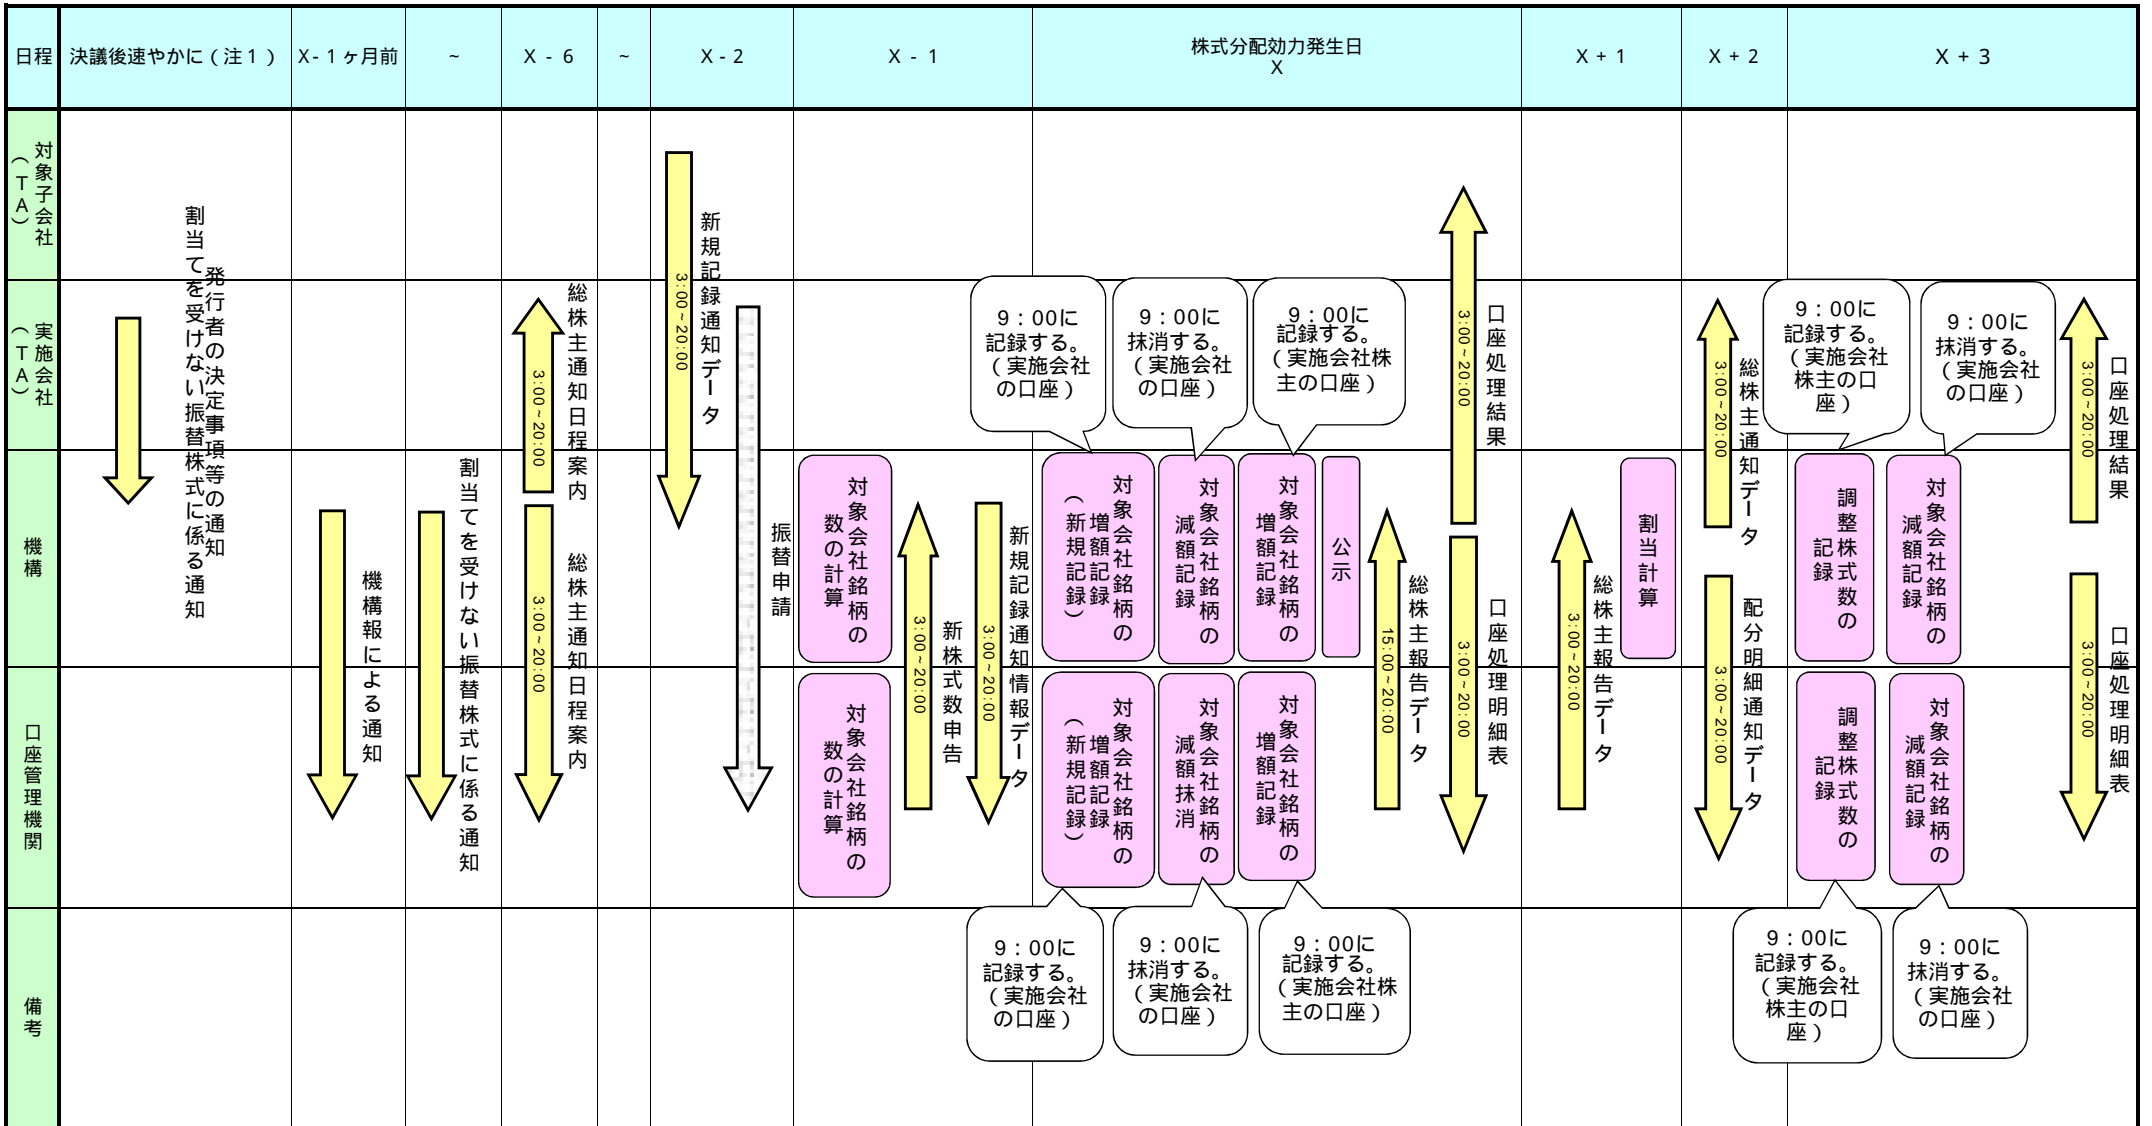 日程
決議後速やかに（注１）
X-１ヶ月前
~
X - 6
~
X - 2
X - 1
株式分配効力発生日
X
X + 1
X + 2
X + 3
対象子会社
（ＴＡ）
割当てを受けない振替株式に係る通知
発行者の決定事項等の通知
3:00~20:00
新規記録通知データ
3:00~20:00
口座処理結果
実施会社
（ＴＡ）
3:00~20:00
総株主通知日程案内
振替申請
9：00に
記録する。
（実施会社
の口座）
9：00に
抹消する。
（実施会社
の口座）
9：00に
記録する。
（実施会社株
主の口座）
3:00~20:00
総株主通知データ
9：00に
記録する。
（実施会社
株主の口
座）
9：00に
抹消する。
（実施会社
の口座）
3:00~20:00
口座処理結果
機構
機構報による通知
割当てを受けない振替株式に係る通知
3:00~20:00
総株主通知日程案内
対象会社銘柄の
数の計算
3:00~20:00
新株式数申告
3:00~20:00
新規記録通知情報データ
対象会社銘柄の
増額記録
（新規記録）
対象会社銘柄の
減額記録
対象会社銘柄の
増額記録
公示
15:00~20:00
総株主報告データ
3:00~20:00
口座処理明細表
3:00~20:00
総株主報告データ
割当計算
3:00~20:00
配分明細通知データ
調整株式数の
記録
対象会社銘柄の
減額記録
3:00~20:00
口座処理明細表
口座管理機関
対象会社銘柄の
数の計算
対象会社銘柄の
増額記録
（新規記録）
対象会社銘柄の
減額抹消
対象会社銘柄の
増額記録
調整株式数の
記録
対象会社銘柄の
減額記録
備考
9：00に
記録する。
（実施会社
の口座）
9：00に
抹消する。
（実施会社
の口座）
9：00に
記録する。
（実施会社株
主の口座）
9：00に
記録する。
（実施会社
株主の口
座）
9：00に
抹消する。
（実施会社
の口座）